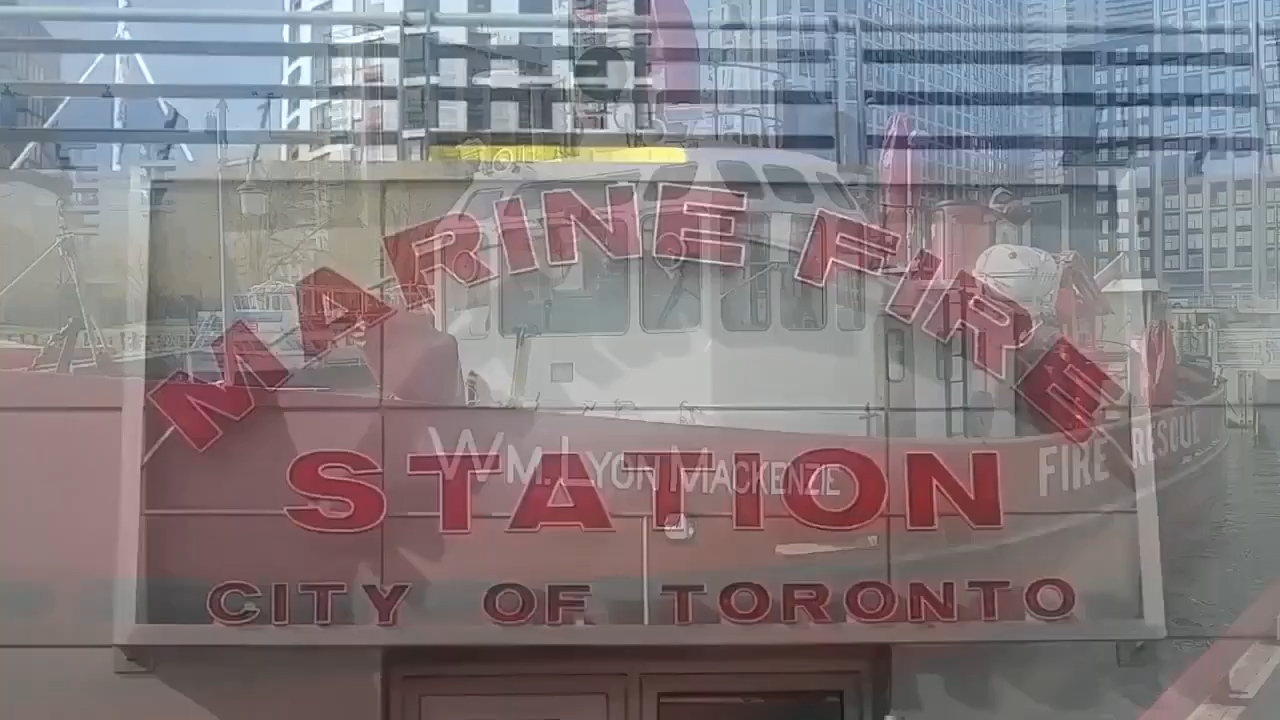 MARINE FIRE
STATION
CITY OF TORONTO
WM. LYON MACKENZIE
FIRE RESCUE